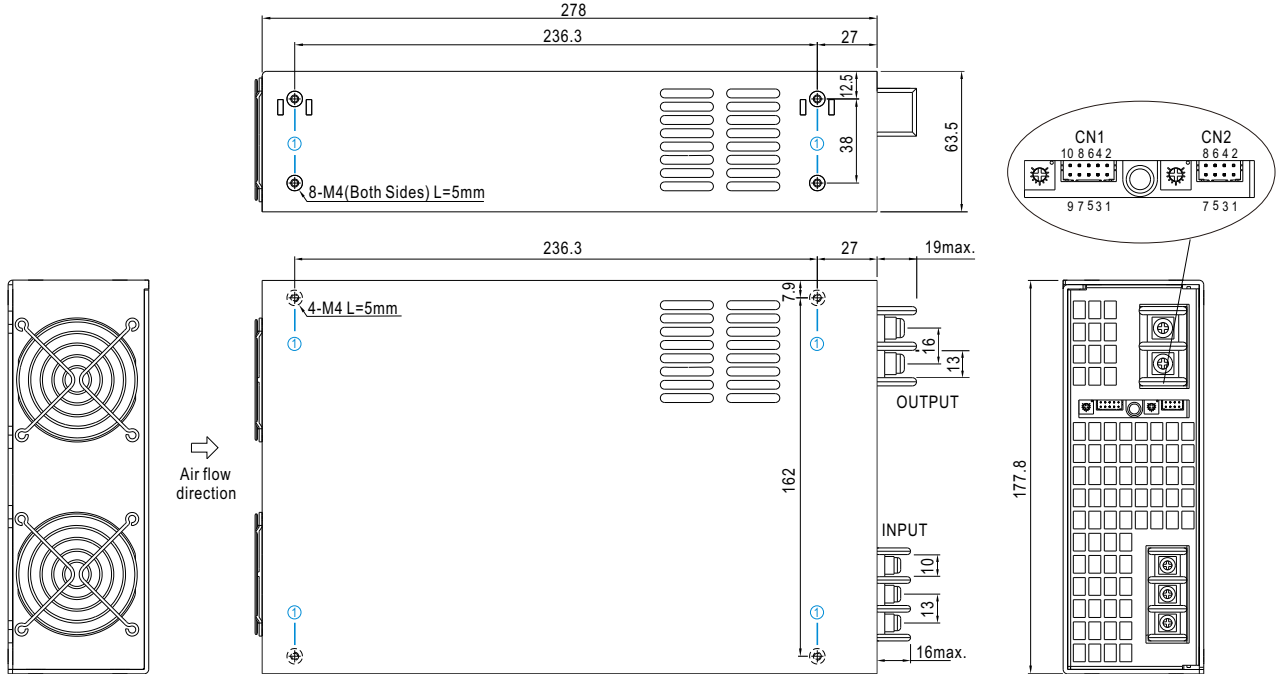 278
236.3
27
12.5
38
63.5
①
①
8-M4(Both Sides) L=5mm
CN1
CN2
10 8 6 4 2
8 6 4 2
9 7 5 3 1
7 5 3 1
236.3
27
19max.
7.9
4-M4 L=5mm
①
①
16
13
OUTPUT
Air flow
direction
162
177.8
INPUT
10
13
①
①
16max.